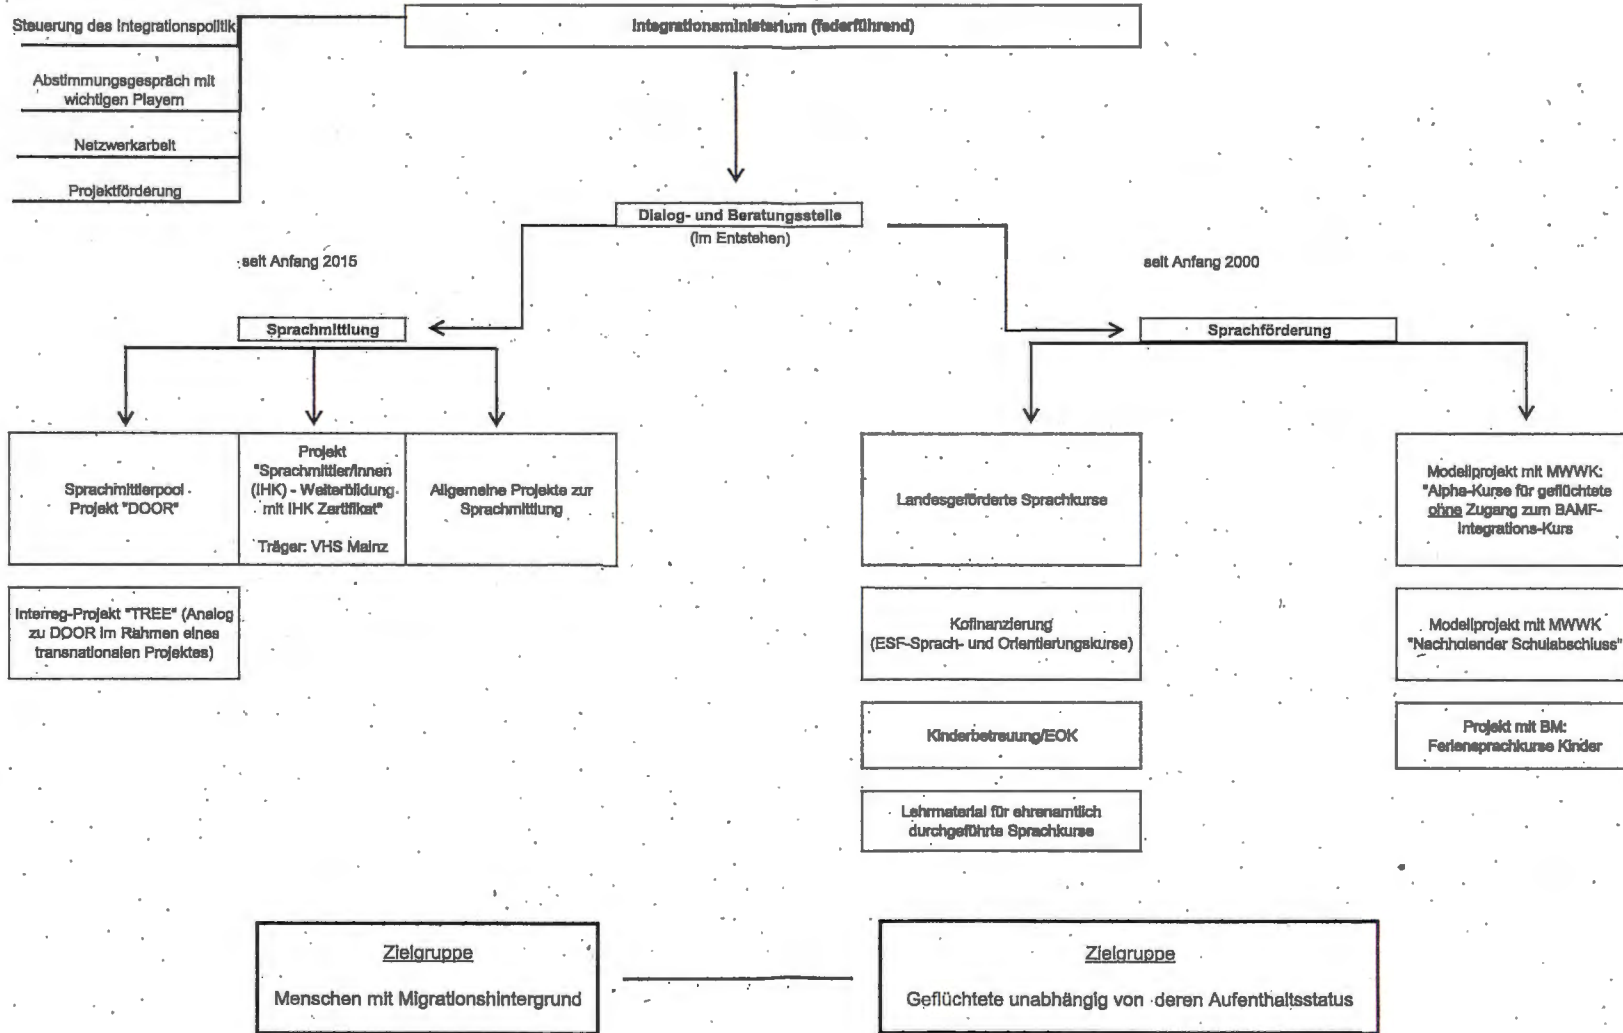 Steuerung des Integrationspolitik
Integrationsministerium (federführend)
Abstimmungsgespräch mit
wichtigen Playern
Netzwerkarbeit
Projektförderung
Dialog- und Beratungsstelle
(im Entstehen)
seit Anfang 2015
seit Anfang 2000
Sprachmittlung
Sprachförderung
Sprachmittlerpool
Projekt "DOOR"
Projekt
"Sprachmittler/innen
(IHK) - Weiterbildung
mit IHK Zertifikat"
Träger: VHS Mainz
Allgemeine Projekte zur
Sprachmittlung
Landesgeförderte Sprachkurse
Modellprojekt mit MWWK:
"Alpha-Kurse für geflüchtete
ohne Zugang zum BAMF-
Integrations-Kurs
Interreg-Projekt "TREE" (Analog
zu DOOR im Rahmen eines
transnationalen Projektes)
Kofinanzierung
(ESF-Sprach- und Orientierungskurse)
Modellprojekt mit MWWK
"Nachholender Schulabschluss"
Kinderbetreuung/EOK
Projekt mit BM:
Feriensprachkurse Kinder
Lehrmaterial für ehrenamtlich
durchgeführte Sprachkurse
Zielgruppe
Menschen mit Migrationshintergrund
Zielgruppe
Geflüchtete unabhängig von deren Aufenthaltsstatus